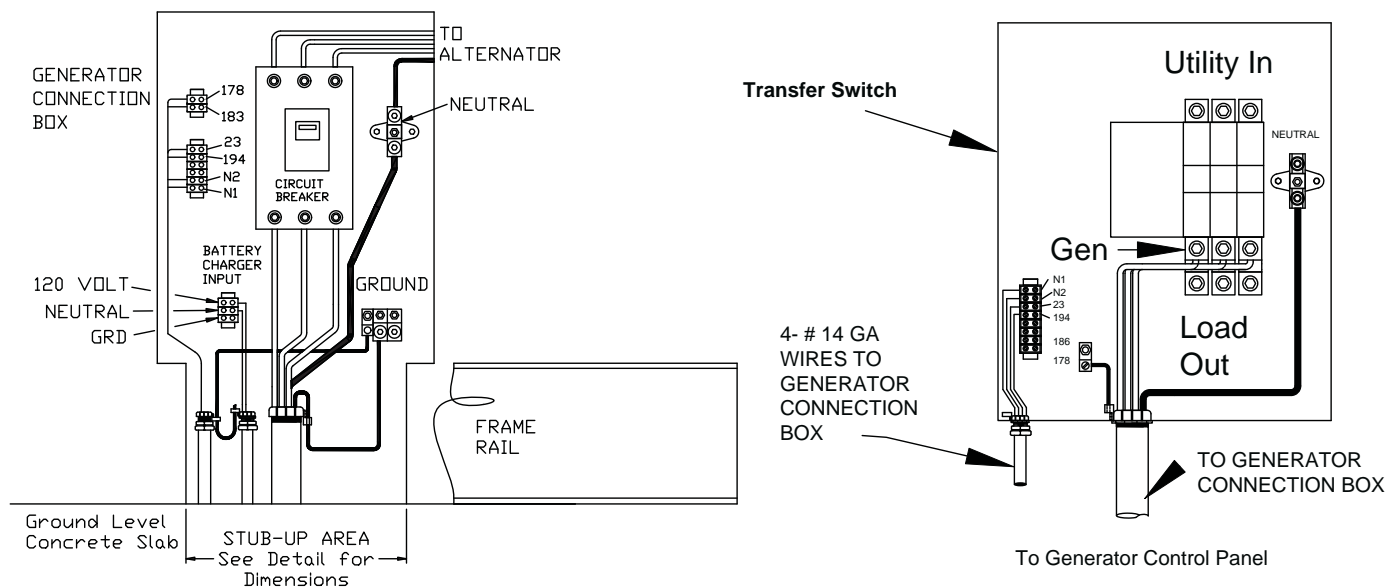 TO
ALTERNATOR
GENERATOR
CONNECTION
BOX
178
183
NEUTRAL
23
194
N2
N1
CIRCUIT
BREAKER
BATTERY
CHARGER
INPUT
120 VOLT
NEUTRAL
GRD
GROUND
FRAME
RAIL
Ground Level
Concrete Slab
STUB-UP AREA
See Detail for
Dimensions
Transfer Switch
Utility In
NEUTRAL
Gen
N1
N2
23
194
186
178
Load
Out
4- # 14 GA
WIRES TO
GENERATOR
CONNECTION
BOX
TO GENERATOR
CONNECTION BOX
To Generator Control Panel